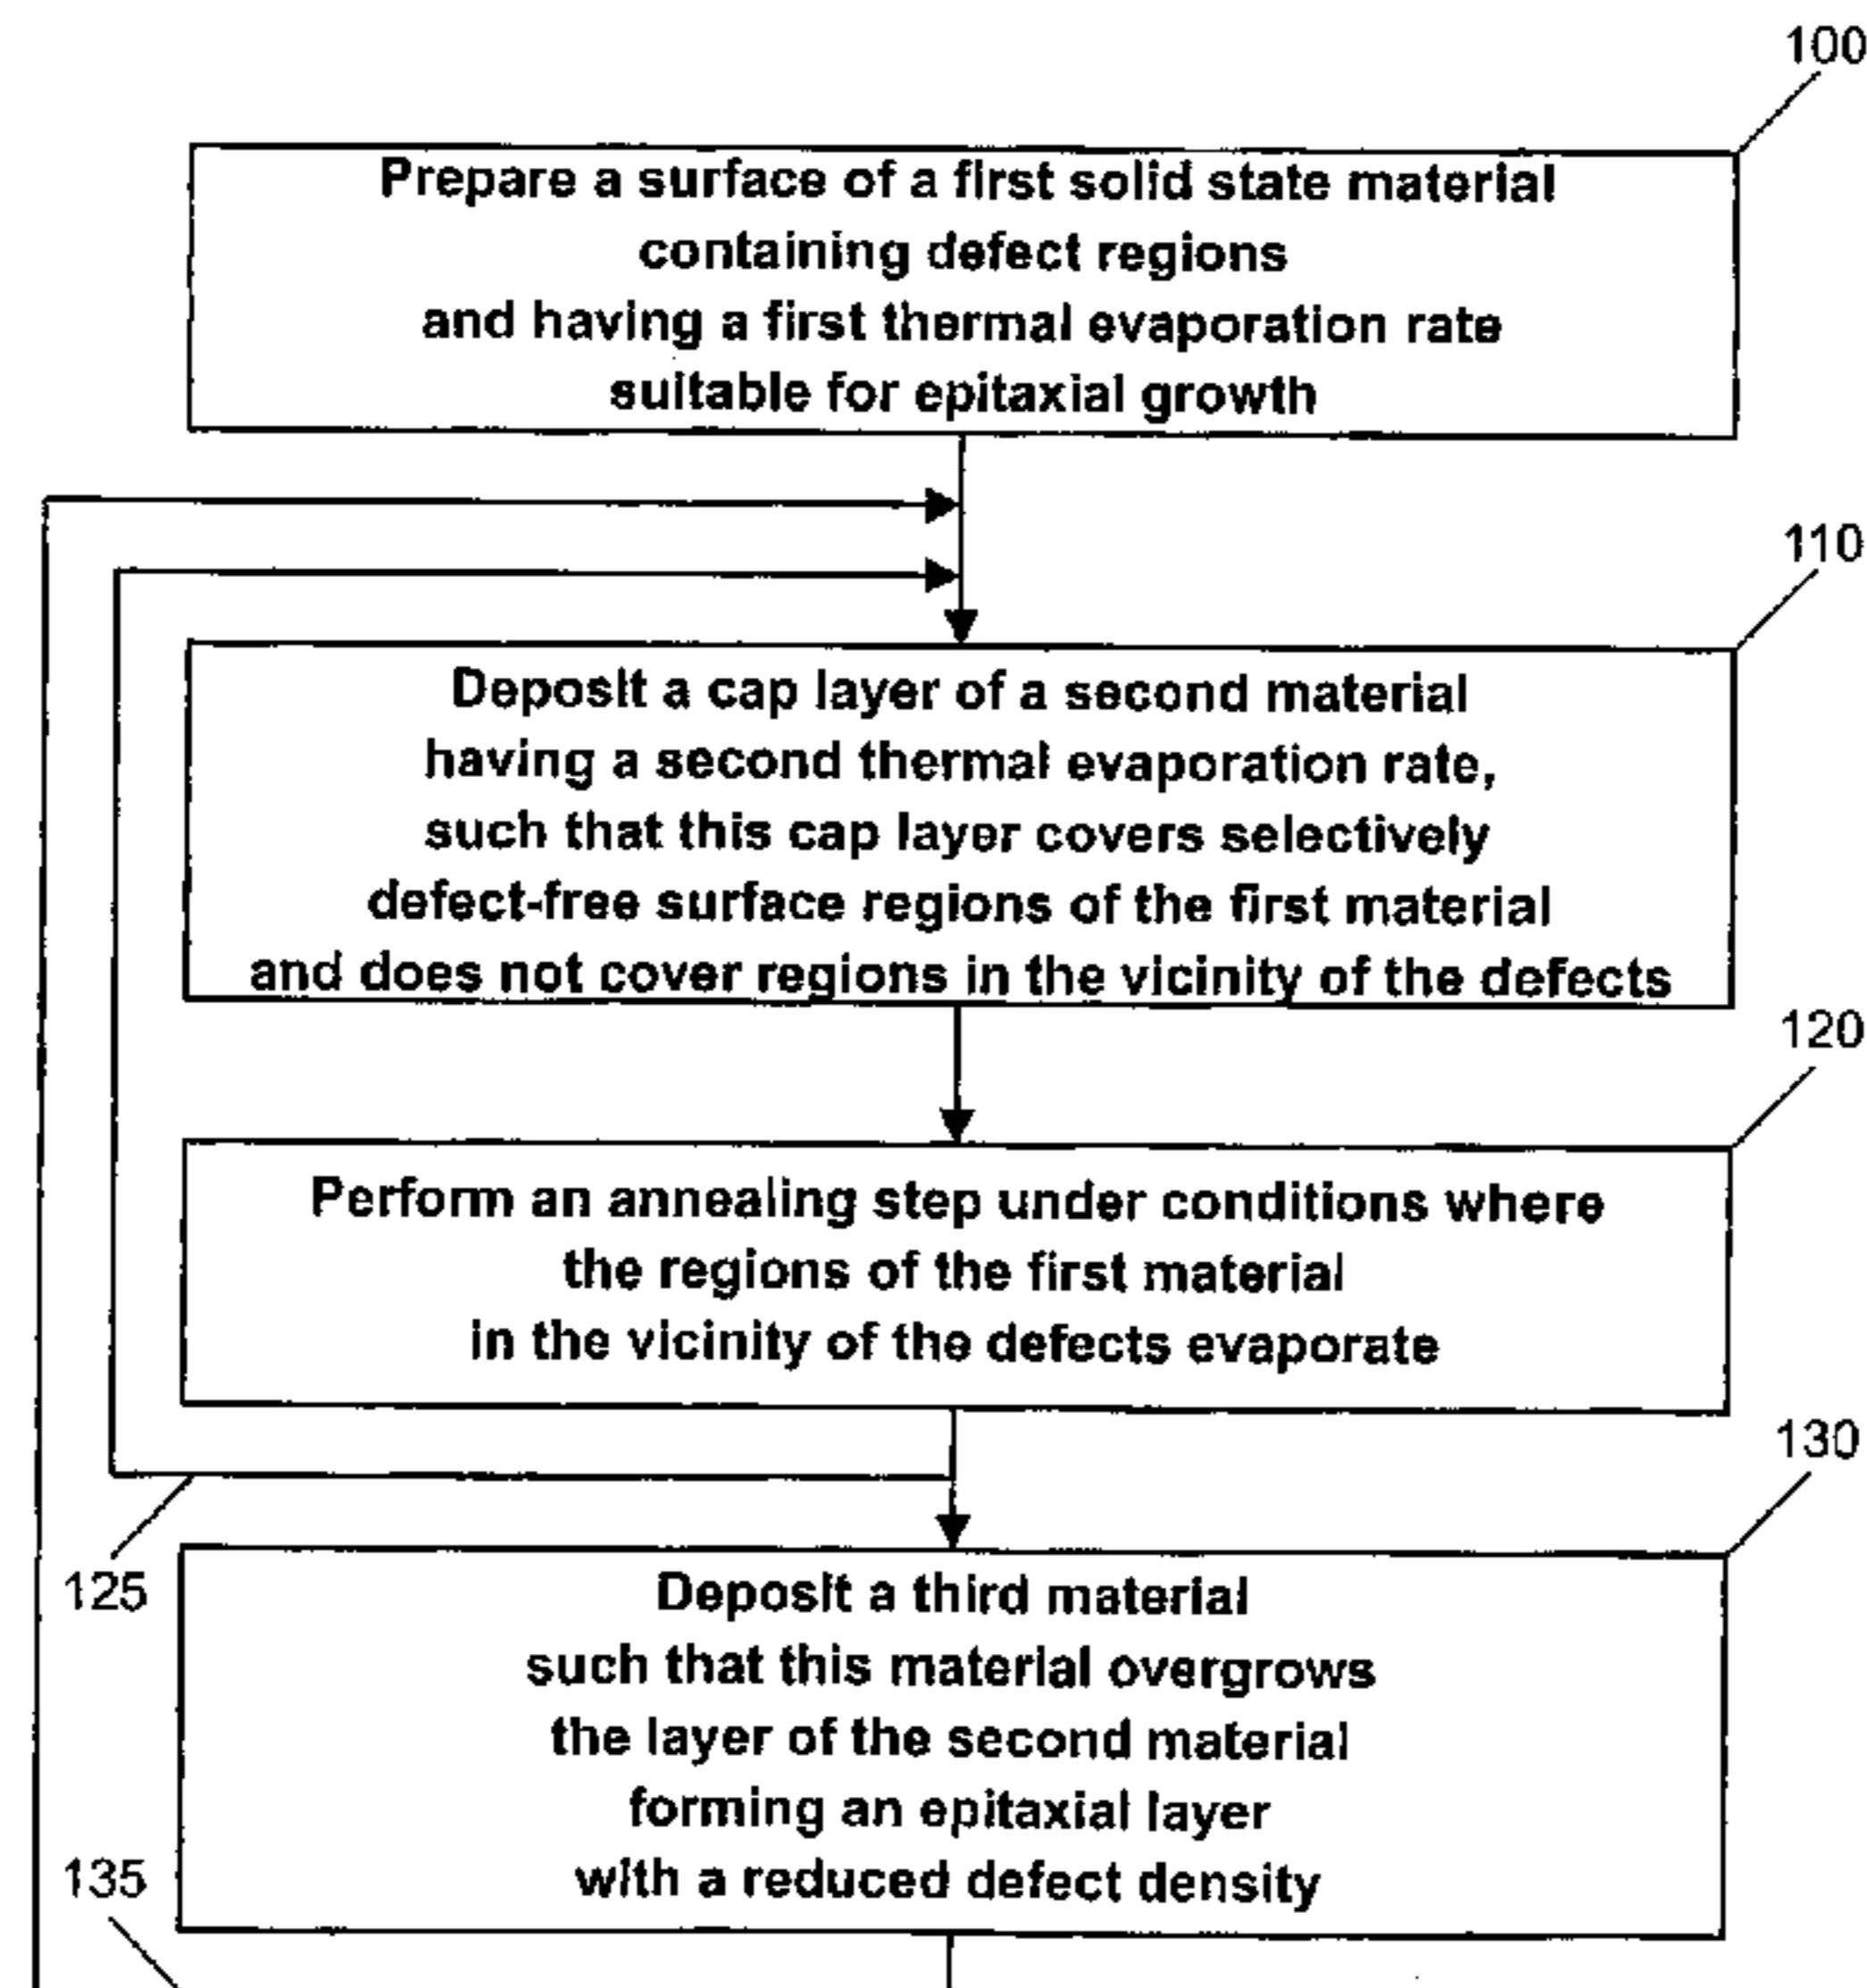 100
Prepare a surface of a first solid state material
containing defect regions
and having a first thermal evaporation rate
suitable for epitaxial growth
110
Deposit a cap layer of a second material
having a second thermal evaporation rate,
such that this cap layer covers selectively
defect-free surface regions of the first material
and does not cover regions in the vicinity of the defects
120
Perform an annealing step under conditions where
the regions of the first material
in the vicinity of the defects evaporate
125
130
Deposit a third material
such that this material overgrows
the layer of the second material
forming an epitaxial layer
with a reduced defect density
135